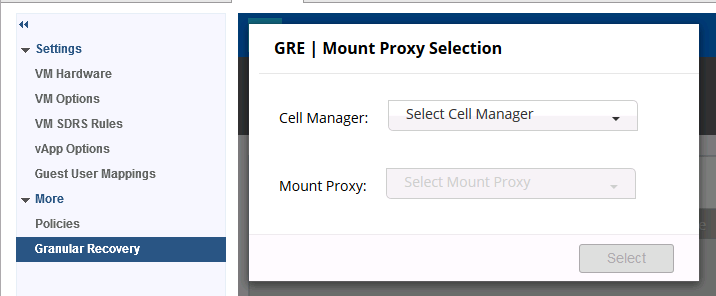 Settings
VM Hardware
VM Options
VM SDRS Rules
vApp Options
Guest User Mappings
More
Policies
Granular Recovery
GRE | Mount Proxy Selection
Cell Manager:
Select Cell Manager
Mount Proxy:
Select Mount Proxy
Select